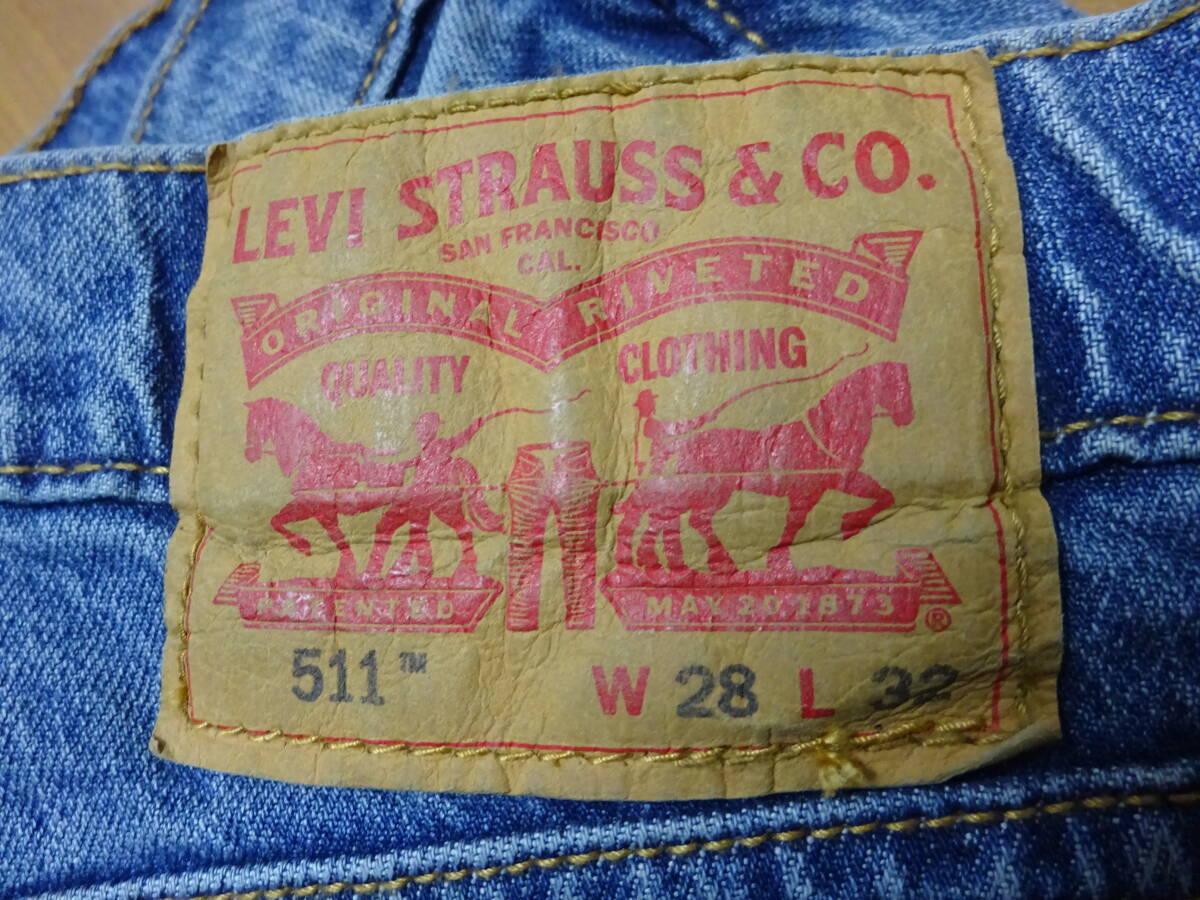 LEVI STRAUSS & CO.
SAN FRANCISCO
CAL.
ORIGINAL RIVETED
QUALITY CLOTHING
PATENTED MAY 20 1873 ®
511™ W 28 L 32